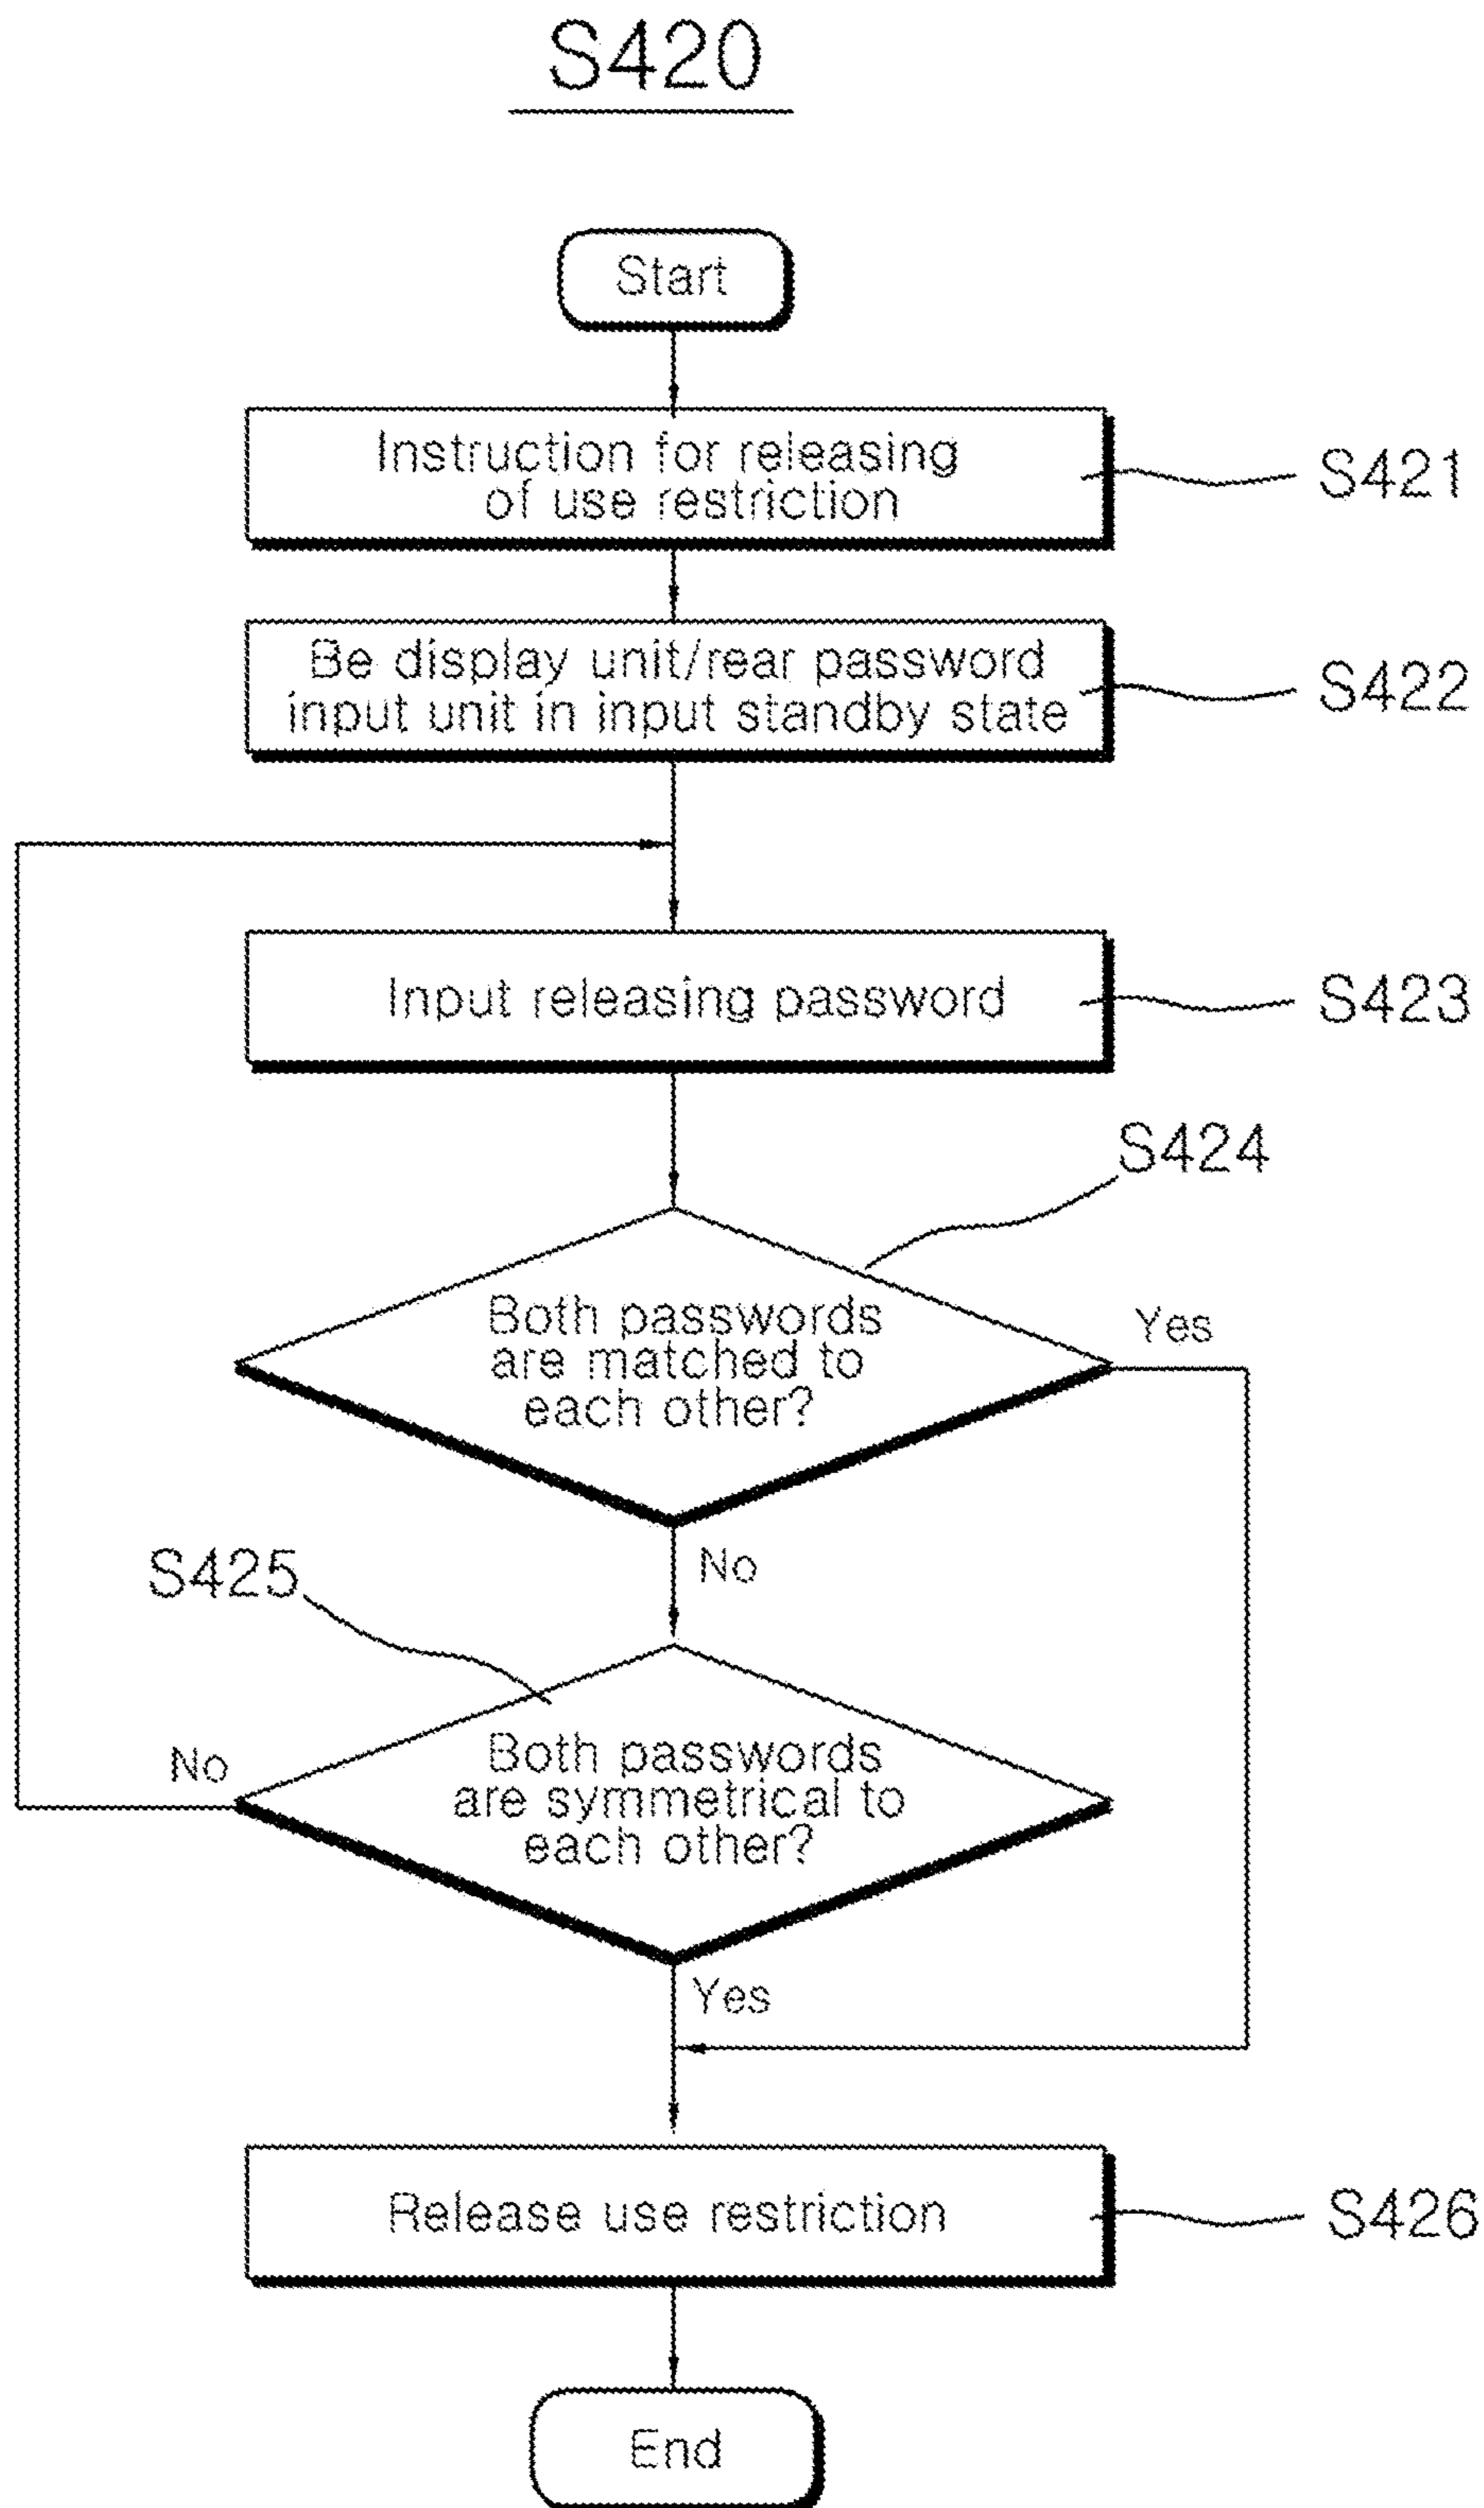 S420
Start
Instruction for releasing
of use restriction
S421
Be display unit/rear password
input unit in input standby state
S422
Input releasing password
S423
S424
Both passwords
are matched to
each other?
Yes
No
S425
Both passwords
are symmetrical to
each other?
No
Yes
Release use restriction
S426
End